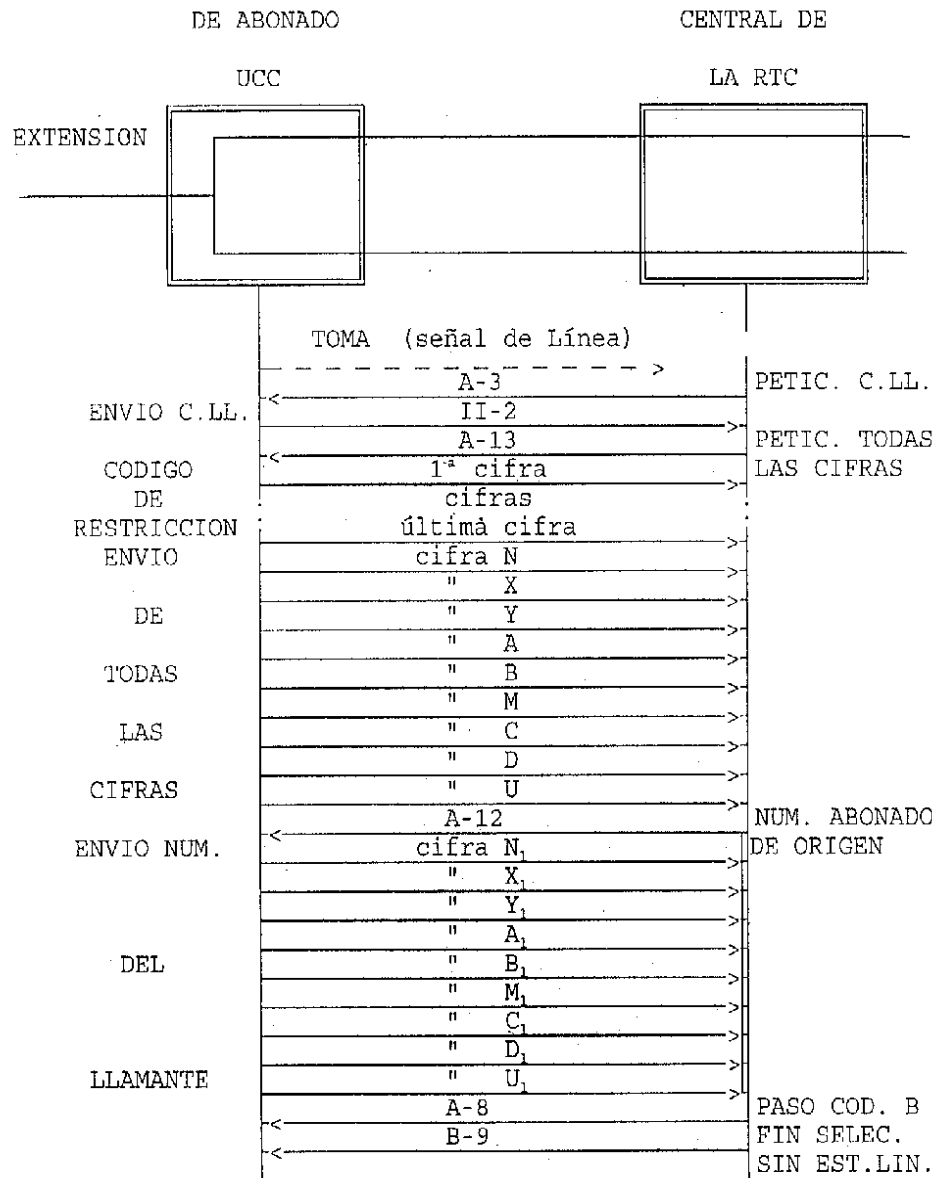 DE ABONADO CENTRAL DE
UCC LA RTC
EXTENSION
TOMA (señal de Línea)
A-3 PETIC. C.LL.
ENVIO C.LL. II-2
A-13 PETIC. TODAS
CODIGO 1ª cifra LAS CIFRAS
DE cifras
RESTRICCION última cifra
ENVIO cifra N
" X
DE " Y
" A
TODAS " B
" M
LAS " C
" D
CIFRAS " U
A-12 NUM. ABONADO
ENVIO NUM. cifra N₁ DE ORIGEN
" X₁
" Y₁
" A₁
DEL " B₁
" M₁
" C₁
" D₁
LLAMANTE " U₁
A-8 PASO COD. B
B-9 FIN SELEC.
SIN EST.LIN.